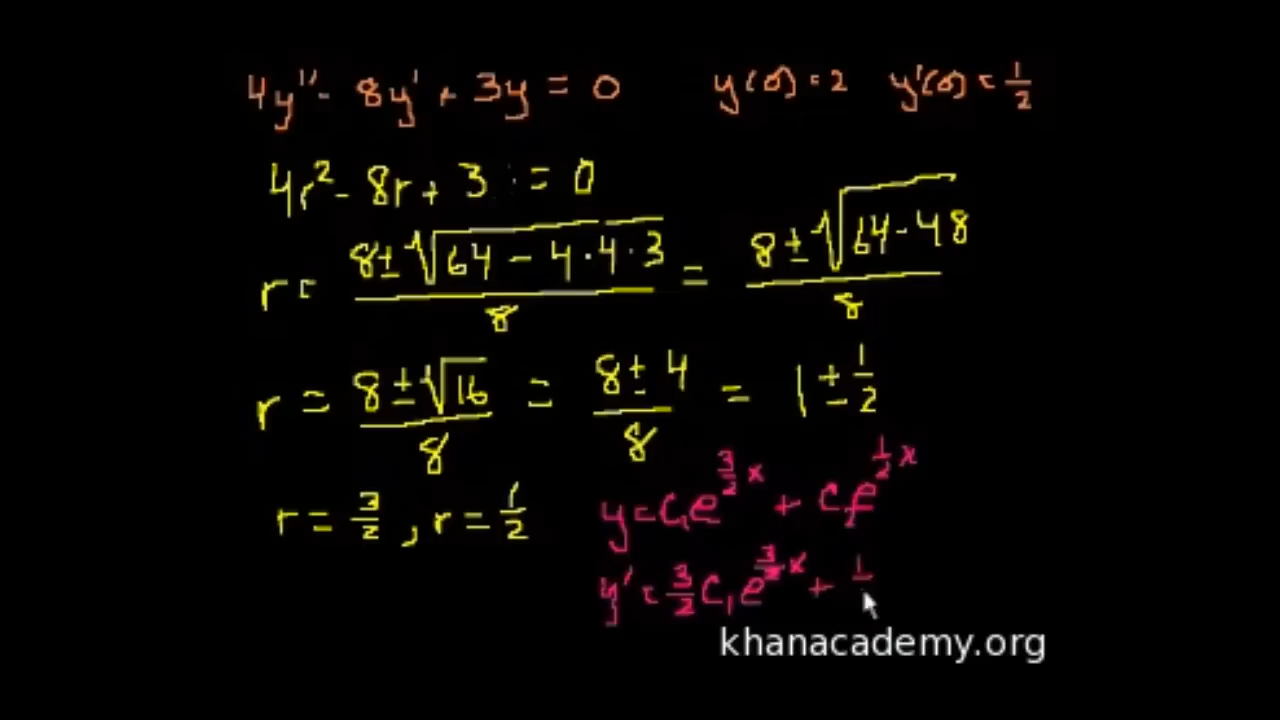 4y'' - 8y' + 3y = 0 y(0) = 2 y'(0) = 1/2
4r² - 8r + 3 = 0
r = (8 ± √(64 - 4·4·3))/8 = (8 ± √(64 - 48))/8
r = (8 ± √16)/8 = (8 ± 4)/8 = 1 ± 1/2
r = 3/2, r = 1/2
y = C₁e^(3/2 x) + C₂e^(1/2 x)
y' = 3/2 C₁e^(3/2 x) + 1
khanacademy.org